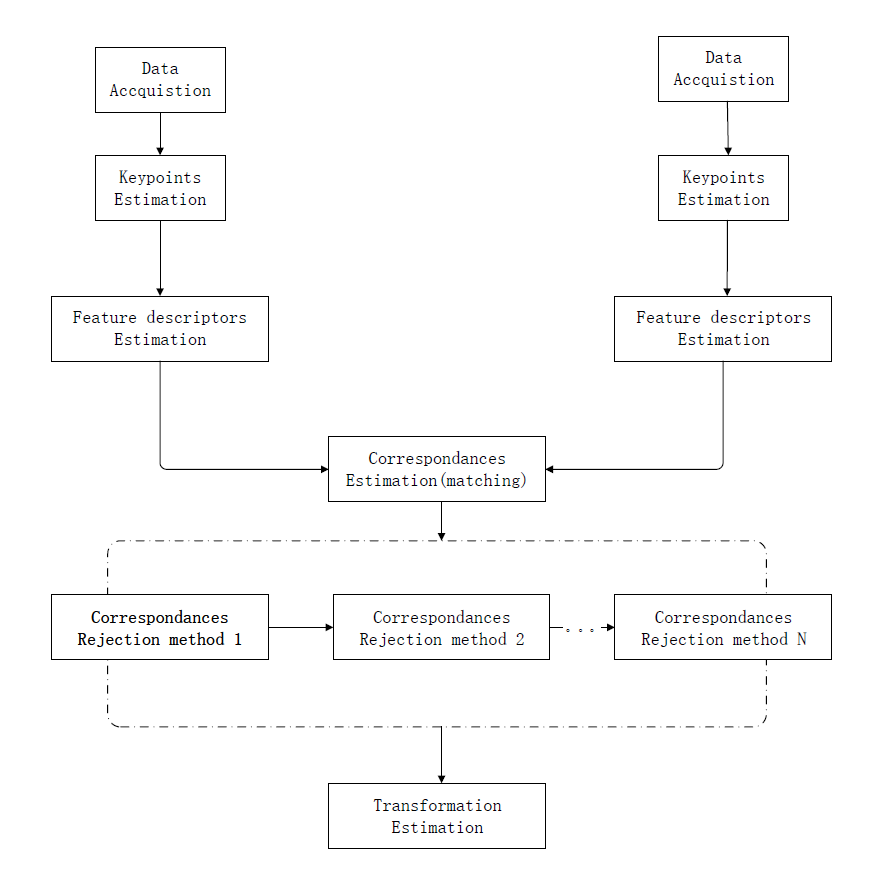 Data
Accquistion
Data
Accquistion
Keypoints
Estimation
Keypoints
Estimation
Feature descriptors
Estimation
Feature descriptors
Estimation
Correspondances
Estimation(matching)
Correspondances
Rejection method 1
Correspondances
Rejection method 2
。。。
Correspondances
Rejection method N
Transformation
Estimation